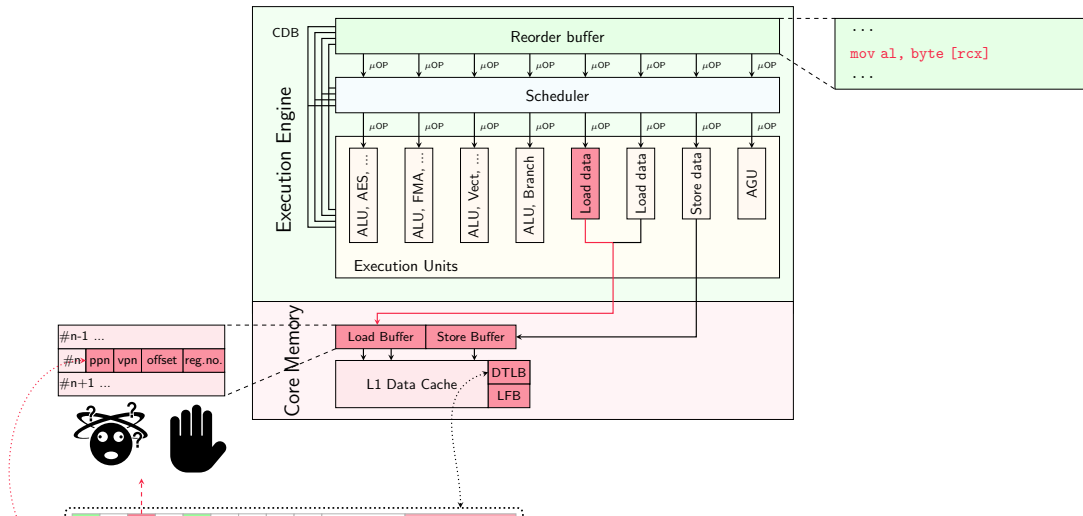 CDB
Reorder buffer
...
mov al, byte [rcx]
...
μOP μOP μOP μOP μOP μOP μOP μOP
Scheduler
μOP μOP μOP μOP μOP μOP μOP μOP
Execution Engine
ALU, AES, ...
ALU, FMA, ...
ALU, Vect, ...
ALU, Branch
Load data
Load data
Store data
AGU
Execution Units
Core Memory
Load Buffer Store Buffer
L1 Data Cache
DTLB
LFB
#n-1 ...
#n ppn vpn offset reg.no.
#n+1 ...
? ? ? ?